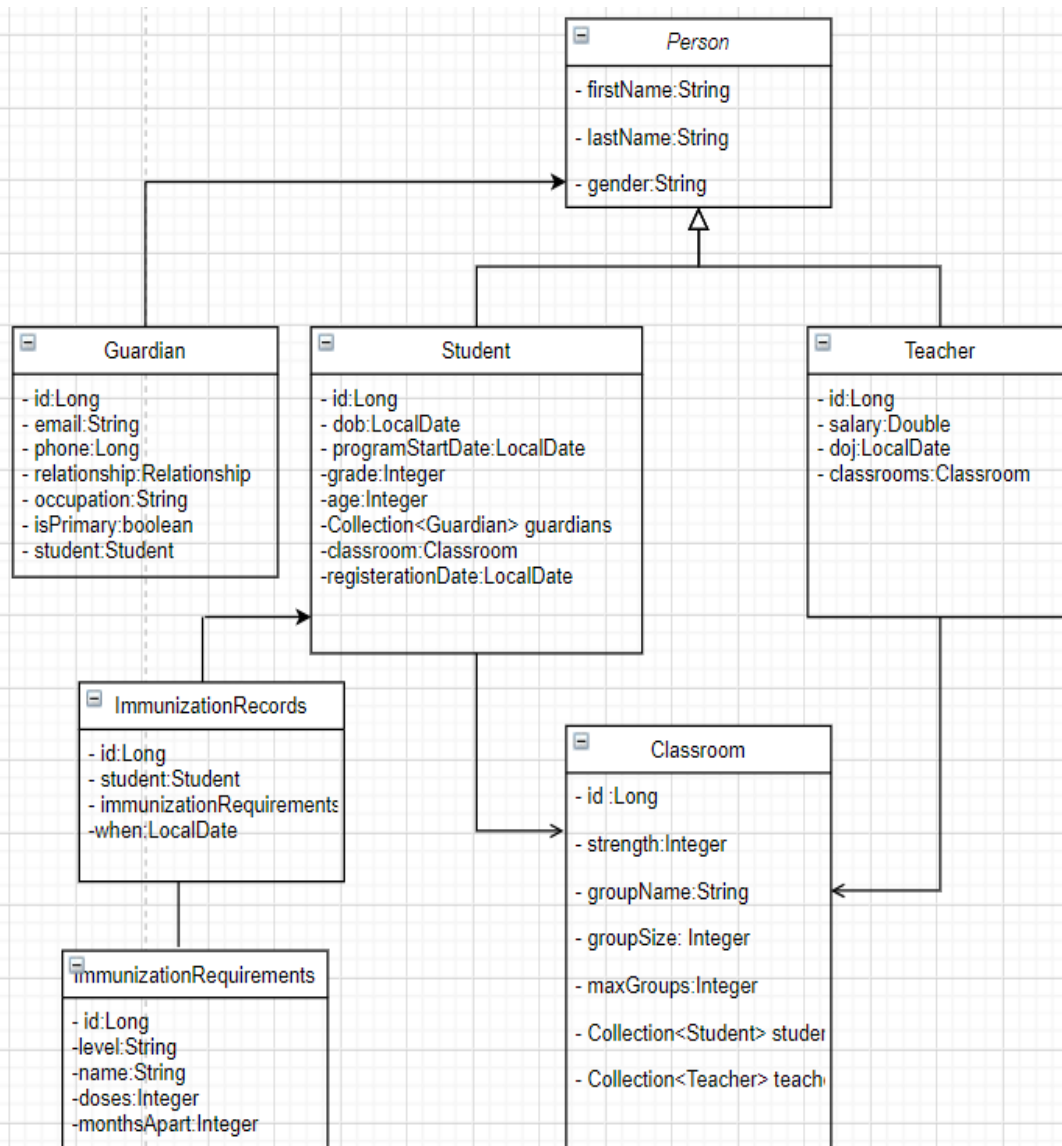 Person
- firstName:String
- lastName:String
- gender:String
Guardian
- id:Long
- email:String
- phone:Long
- relationship:Relationship
- occupation:String
- isPrimary:boolean
- student:Student
Student
- id:Long
- dob:LocalDate
- programStartDate:LocalDate
-grade:Integer
-age:Integer
-Collection<Guardian> guardians
-classroom:Classroom
-registerationDate:LocalDate
Teacher
- id:Long
- salary:Double
- doj:LocalDate
- classrooms:Classroom
ImmunizationRecords
- id:Long
- student:Student
- immunizationRequirements
-when:LocalDate
Classroom
- id :Long
- strength:Integer
- groupName:String
- groupSize: Integer
- maxGroups:Integer
- Collection<Student>
- Collection<Teacher>
ImmunizationRequirements
- id:Long
-level:String
-name:String
-doses:Integer
-monthsApart:Integer